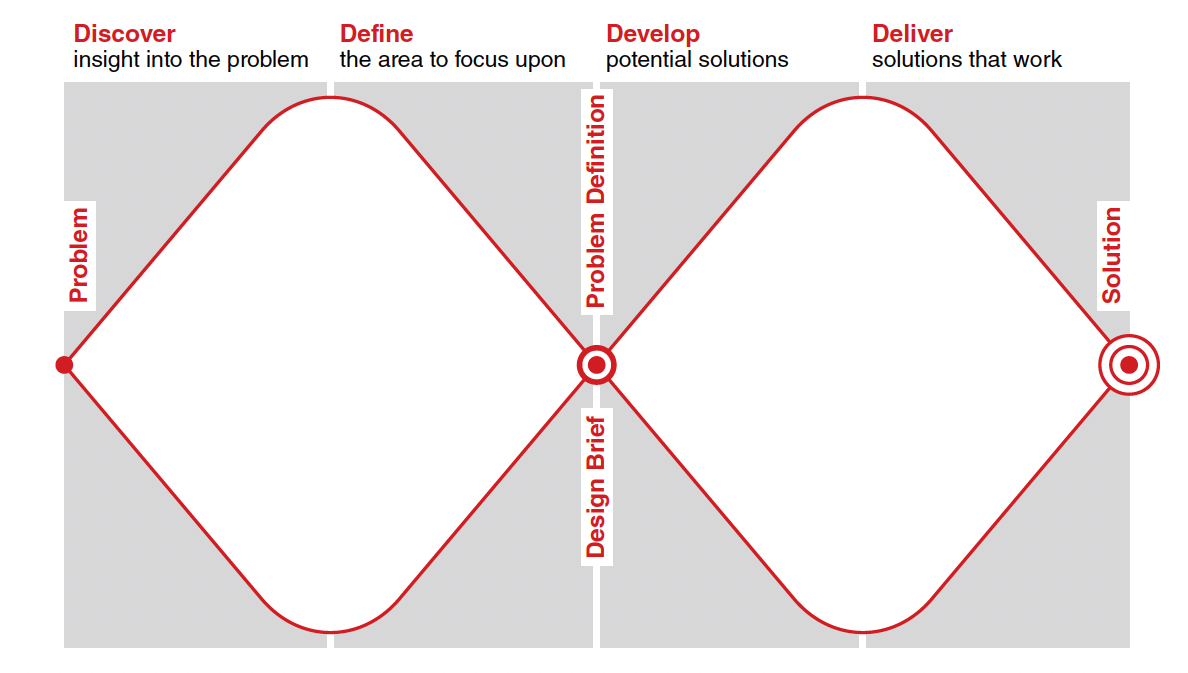 Discover
insight into the problem
Define
the area to focus upon
Develop
potential solutions
Deliver
solutions that work
Problem
Problem Definition
Design Brief
Solution